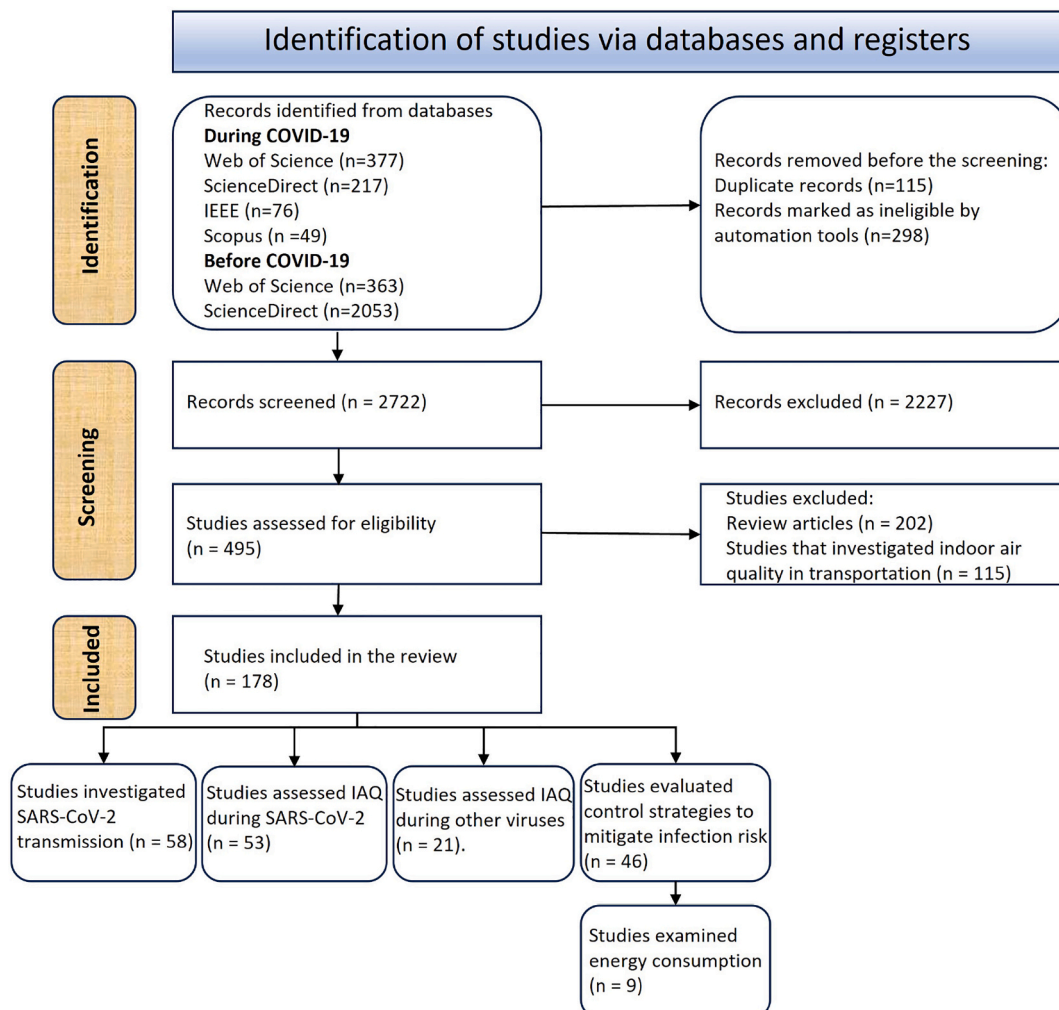 Identification of studies via databases and registers
Identification
Records identified from databases
During COVID-19
Web of Science (n=377)
ScienceDirect (n=217)
IEEE (n=76)
Scopus (n =49)
Before COVID-19
Web of Science (n=363)
ScienceDirect (n=2053)
Records removed before the screening:
Duplicate records (n=115)
Records marked as ineligible by
automation tools (n=298)
Screening
Records screened (n = 2722)
Records excluded (n = 2227)
Studies assessed for eligibility
(n = 495)
Studies excluded:
Review articles (n = 202)
Studies that investigated indoor air
quality in transportation (n = 115)
Included
Studies included in the review
(n = 178)
Studies investigated
SARS-CoV-2
transmission (n = 58)
Studies assessed IAQ
during SARS-CoV-2
(n = 53)
Studies assessed IAQ
during other viruses
(n = 21).
Studies evaluated
control strategies to
mitigate infection risk
(n = 46)
Studies examined
energy consumption
(n = 9)